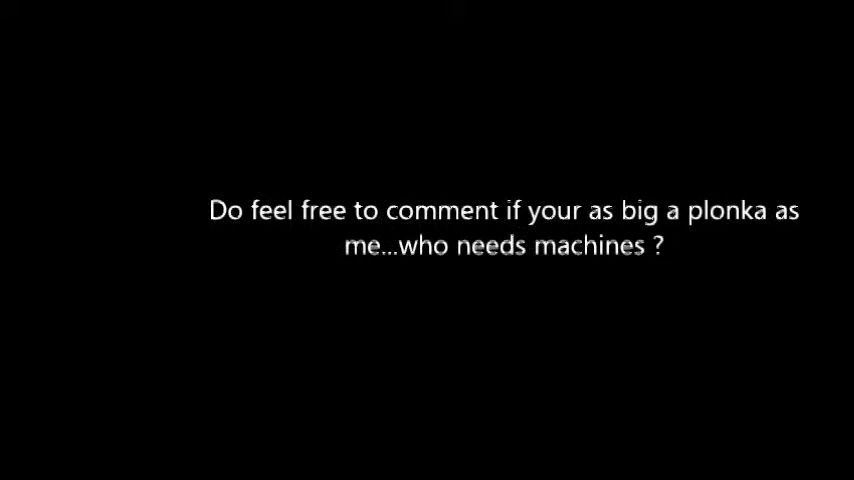 Do feel free to comment if your as big a plonka as
me...who needs machines ?